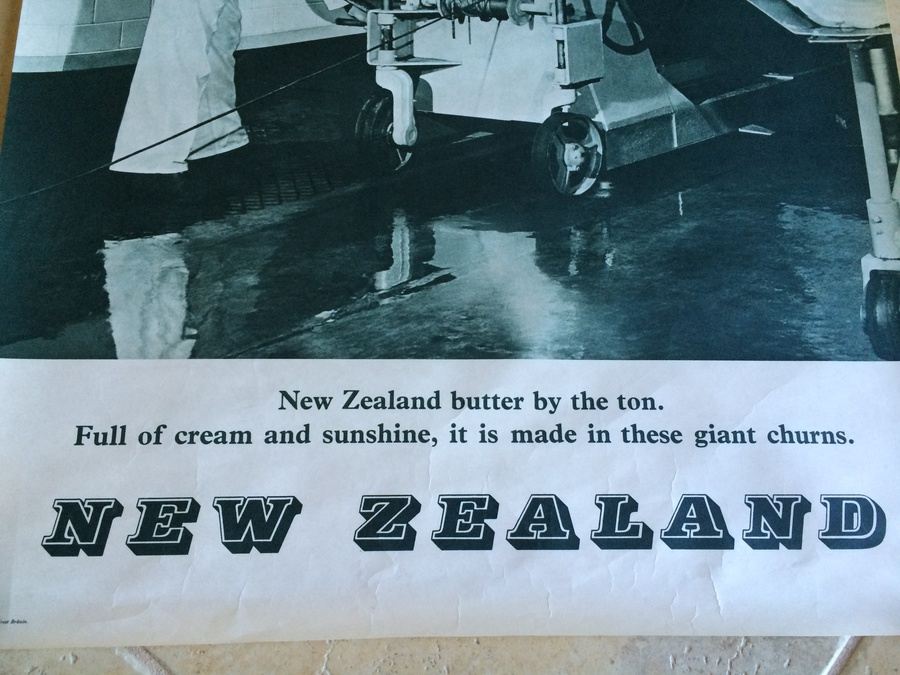 New Zealand butter by the ton.
Full of cream and sunshine, it is made in these giant churns.
NEW ZEALAND
Britain.